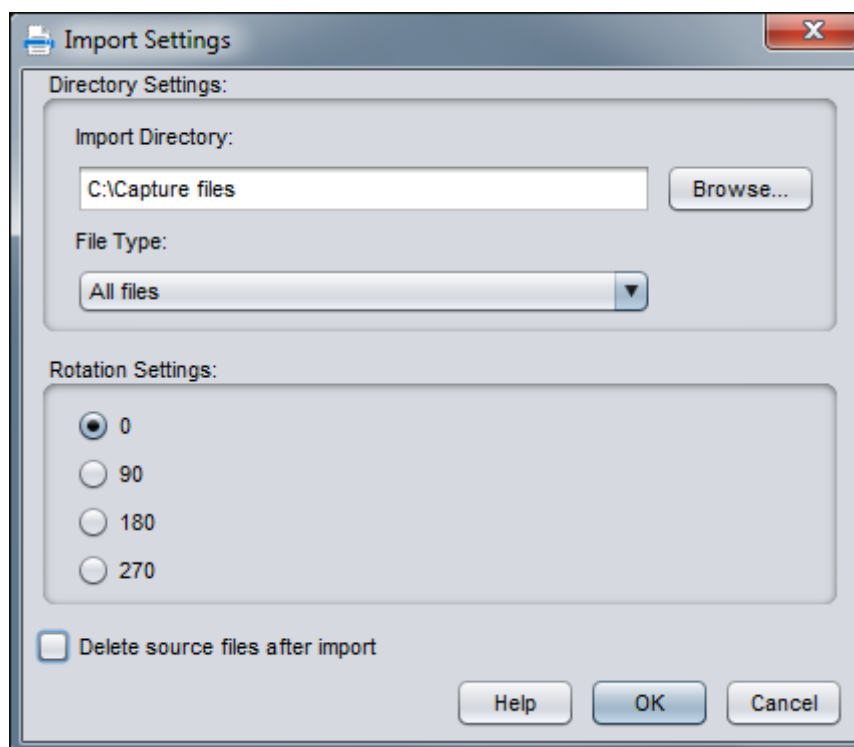 Import Settings
Directory Settings:
Import Directory:
C:\Capture files
Browse...
File Type:
All files
Rotation Settings:
0
90
180
270
Delete source files after import
Help
OK
Cancel